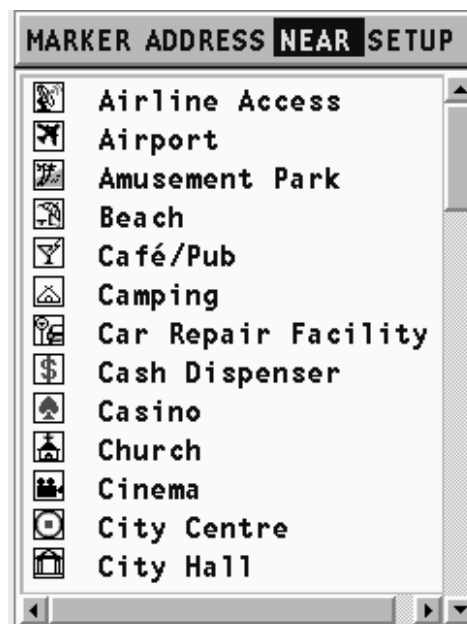 MARKER ADDRESS NEAR SETUP
Airline Access
Airport
Amusement Park
Beach
Café/Pub
Camping
Car Repair Facility
$ Cash Dispenser
Casino
Church
Cinema
City Centre
City Hall